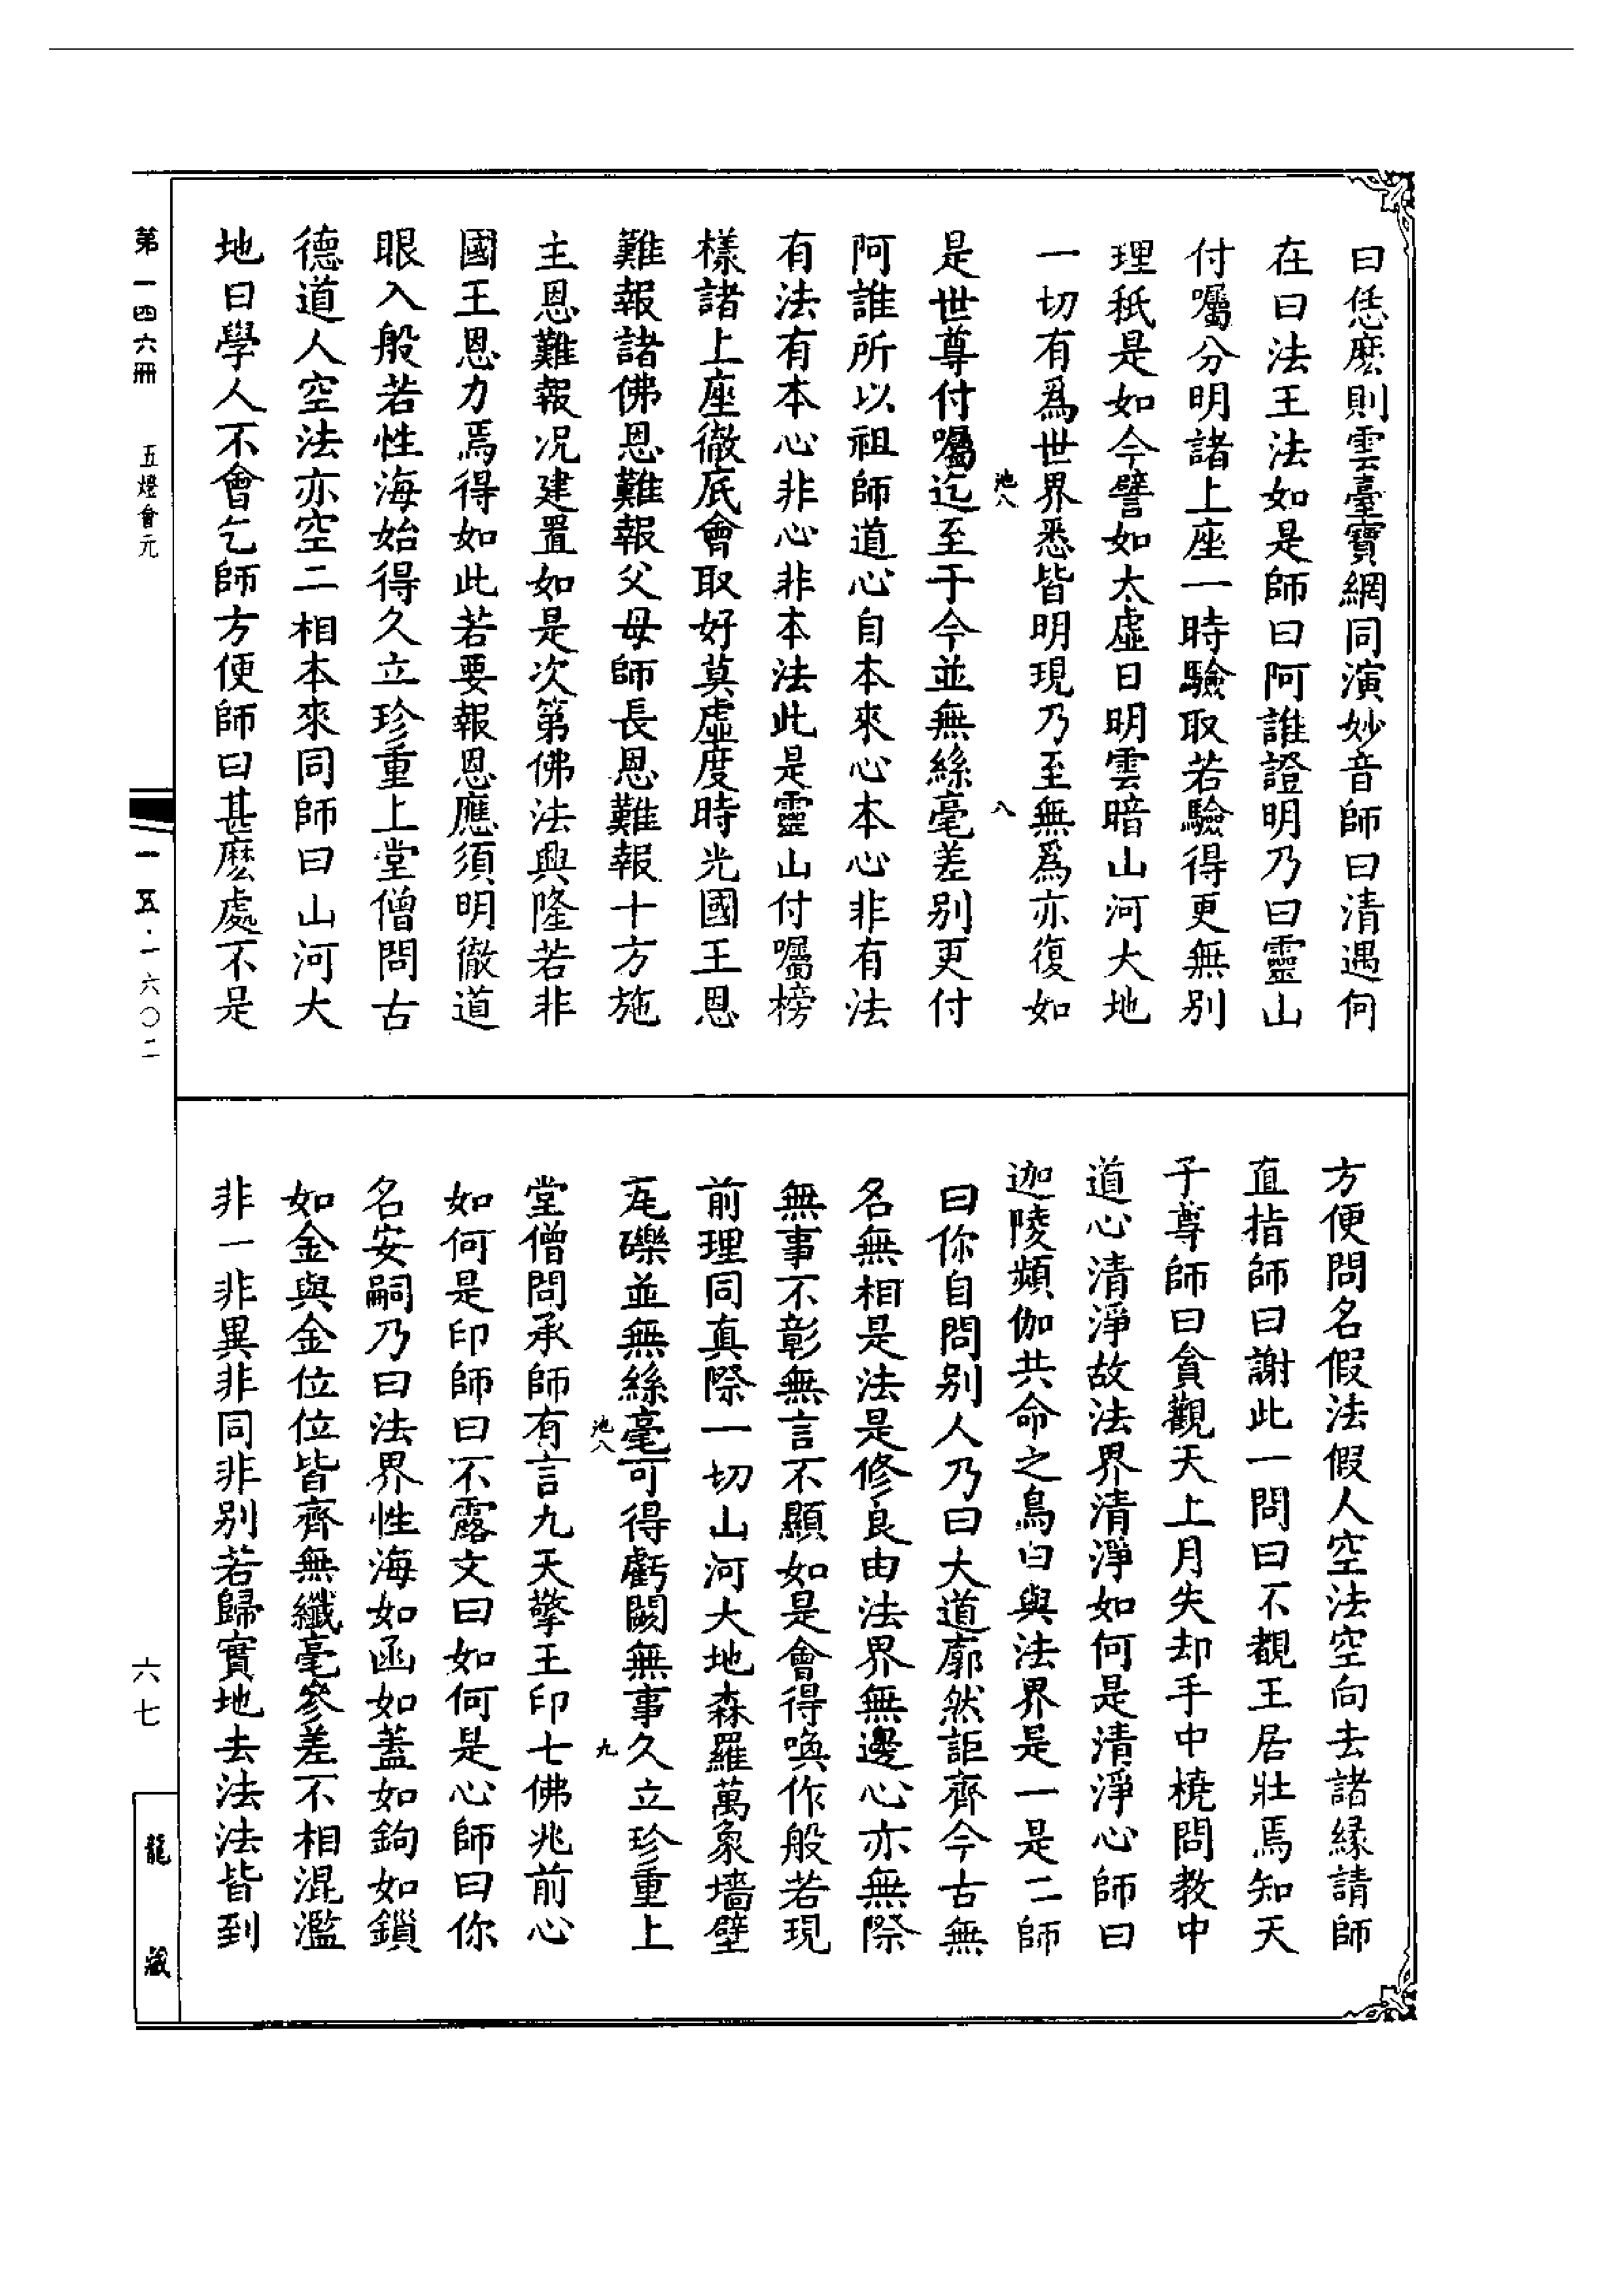 曰恁麽則雲臺寶網同演妙音師曰清遇何
在曰法王法如是師曰阿誰證明乃曰靈山
付囑分明諸上座一時驗取若驗得更無別
理秖是如今譬如太虛日明雲暗山河大地
一切有爲世界悉皆明現乃至無爲亦復如
池八
八
是世尊付囑迄至于今並無絲毫差別更付
阿誰所以祖師道心自本來心本心非有法
有法有本心非心非本法此是靈山付囑榜
樣諸上座徹底會取好莫虛度時光國王恩
難報諸佛恩難報父母師長恩難報十方施
主恩難報况建置如是次第佛法興隆若非
國王恩力焉得如此若要報恩應須明徹道
眼入般若性海始得久立珍重上堂僧問古
德道人空法亦空二相本來同師曰山河大
地曰學人不會乞師方便師曰甚麽處不是
方便問名假法假人空法空向去諸緣請師
直指師曰謝此一問曰不覩王居壯焉知天
子尊師曰貪觀天上月失却手中橈問教中
道心清淨故法界清淨如何是清淨心師曰
迦陵頻伽共命之鳥曰與法界是一是二師
曰你自問別人乃曰大道廓然詎齊今古無
名無相是法是修良由法界無邊心亦無際
無事不彰無言不顯如是會得喚作般若現
前理同真際一切山河大地森羅萬象墻壁
瓦礫並無絲毫可得虧闕無事久立珍重上
池八
九
堂僧問承師有言九天擎王印七佛兆前心
如何是印師曰不露文曰如何是心師曰你
名安嗣乃曰法界性海如函如蓋如鉤如鎖
如金與金位位皆齊無纖毫參差不相混濫
非一非異非同非別若歸實地去法法皆到
第一四六冊
五燈會元
一五·一六〇二
六七
龍藏